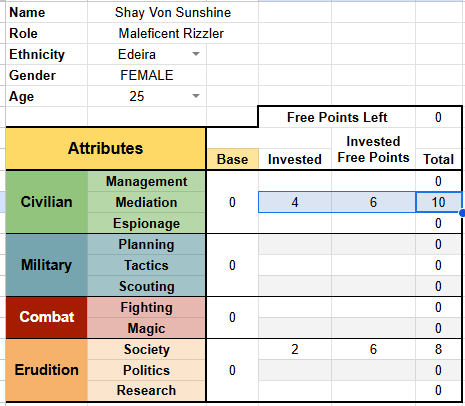 Name Shay Von Sunshine
Role Maleficent Rizzler
Ethnicity Edeira
Gender FEMALE
Age 25
Free Points Left 0
Attributes Base Invested Invested Free Points Total
Management 0
Civilian Mediation 0 4 6 10
Espionage 0
Planning 0
Military Tactics 0 0
Scouting 0
Combat Fighting 0 0
Magic 0
Society 2 6 8
Erudition Politics 0 0
Research 0